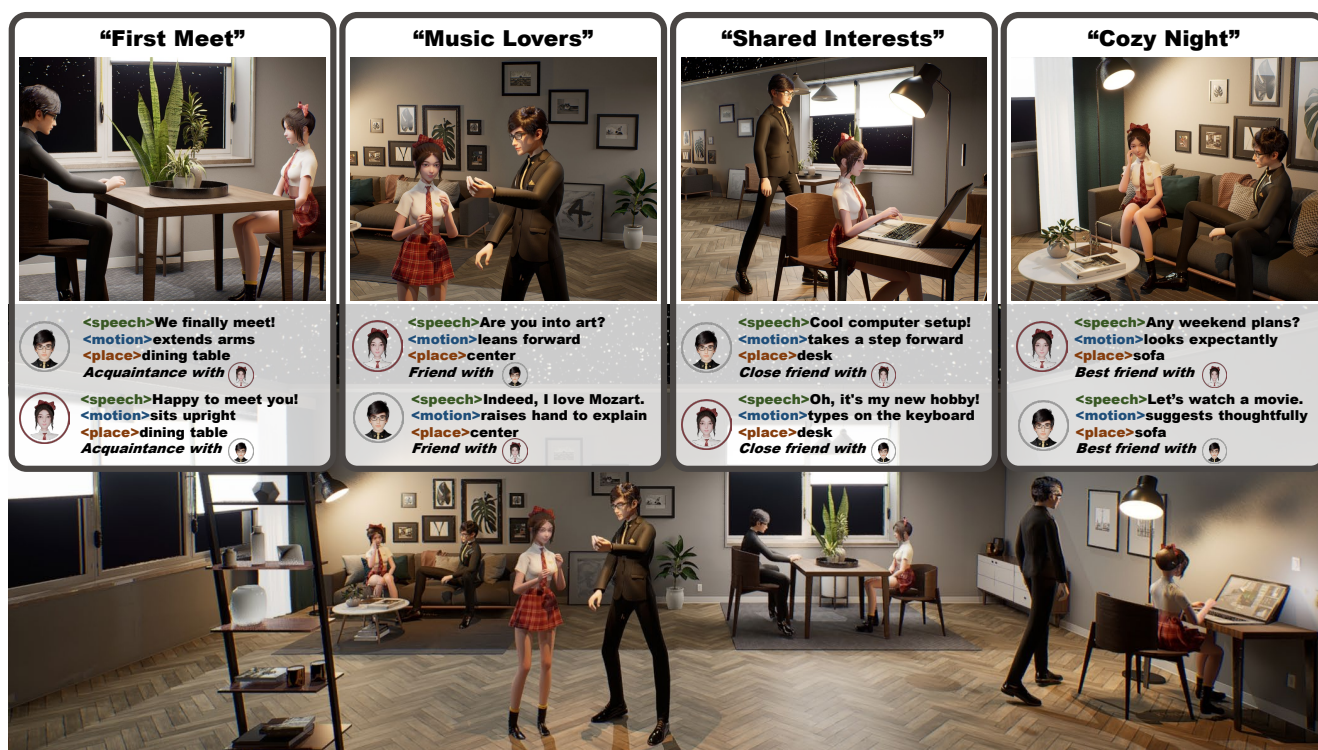 “First Meet”
<speech>We finally meet!
<motion>extends arms
<place>dining table
Acquaintance with
<speech>Happy to meet you!
<motion>sits upright
<place>dining table
Acquaintance with
“Music Lovers”
<speech>Are you into art?
<motion>leans forward
<place>center
Friend with
<speech>Indeed, I love Mozart.
<motion>raises hand to explain
<place>center
Friend with
“Shared Interests”
<speech>Cool computer setup!
<motion>takes a step forward
<place>desk
Close friend with
<speech>Oh, it's my new hobby!
<motion>types on the keyboard
<place>desk
Close friend with
“Cozy Night”
<speech>Any weekend plans?
<motion>looks expectantly
<place>sofa
Best friend with
<speech>Let’s watch a movie.
<motion>suggests thoughtfully
<place>sofa
Best friend with